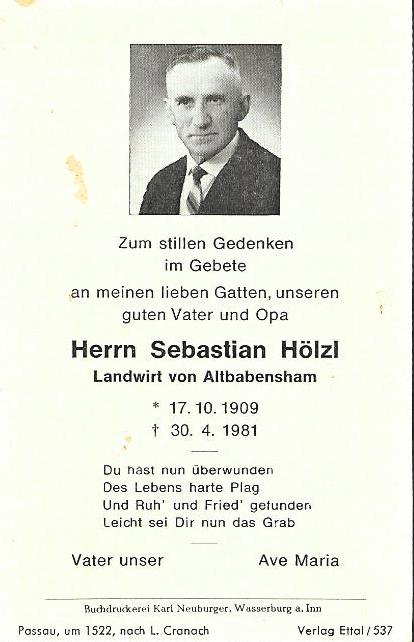 Zum stillen Gedenken
im Gebete
an meinen lieben Gatten, unseren
guten Vater und Opa
Herrn Sebastian Hölzl
Landwirt von Altbabensham
* 17. 10. 1909
† 30. 4. 1981
Du hast nun überwunden
Des Lebens harte Plag
Und Ruh' und Fried' gefunden
Leicht sei Dir nun das Grab
Vater unser Ave Maria
Buchdruckerei Karl Neuburger, Wasserburg a. Inn
Passau, um 1522, nach L. Cranach Verlag Ettal/537